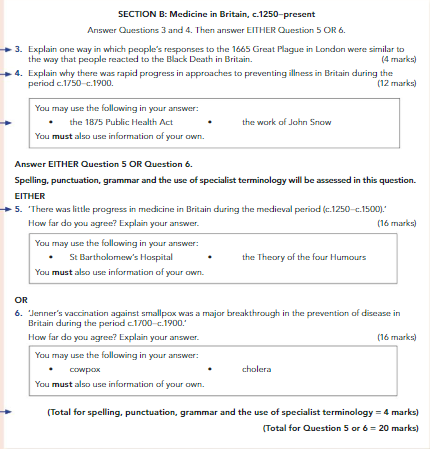 SECTION B: Medicine in Britain, c.1250–present
Answer Questions 3 and 4. Then answer EITHER Question 5 OR 6.
3. Explain one way in which people's responses to the 1665 Great Plague in London were similar to
the way that people reacted to the Black Death in Britain. (4 marks)
4. Explain why there was rapid progress in approaches to preventing illness in Britain during the
period c.1750–c.1900. (12 marks)
You may use the following in your answer:
• the 1875 Public Health Act • the work of John Snow
You must also use information of your own.
Answer EITHER Question 5 OR Question 6.
Spelling, punctuation, grammar and the use of specialist terminology will be assessed in this question.
EITHER
5. 'There was little progress in medicine in Britain during the medieval period (c.1250–c.1500).'
How far do you agree? Explain your answer. (16 marks)
You may use the following in your answer:
• St Bartholomew's Hospital • the Theory of the four Humours
You must also use information of your own.
OR
6. 'Jenner's vaccination against smallpox was a major breakthrough in the prevention of disease in
Britain during the period c.1700–c.1900.'
How far do you agree? Explain your answer. (16 marks)
You may use the following in your answer:
• cowpox • cholera
You must also use information of your own.
(Total for spelling, punctuation, grammar and the use of specialist terminology = 4 marks)
(Total for Question 5 or 6 = 20 marks)